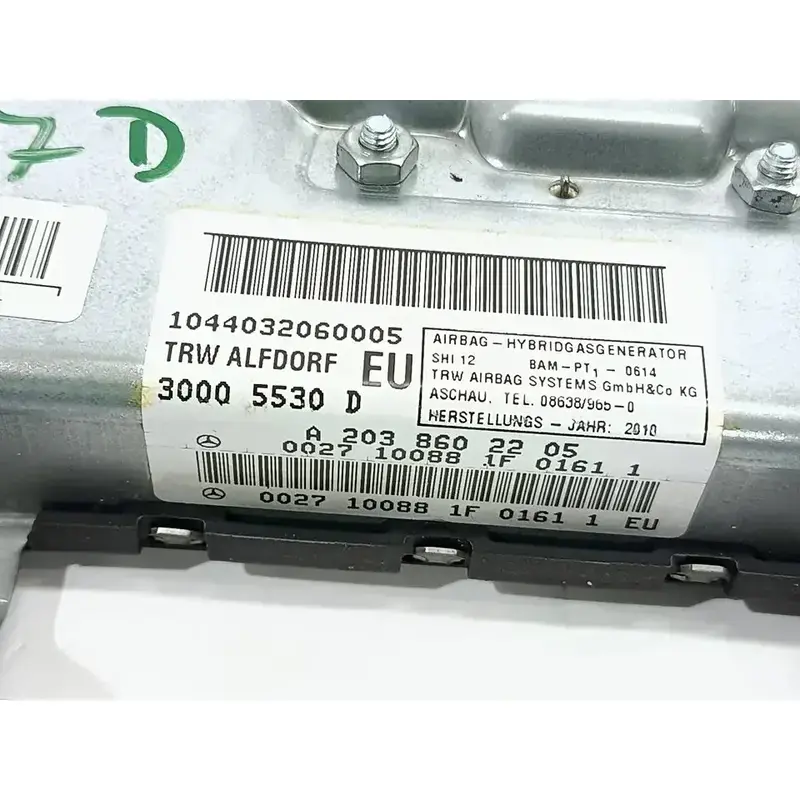 7 D
1044032060005
TRW ALFDORF EU
3000 5530 D
AIRBAG - HYBRIDGASGENERATOR
SHI 12 BAM-PT1 - 0614
TRW AIRBAG SYSTEMS GmbH&Co KG
ASCHAU, TEL. 08638/965-0
HERSTELLUNGS - JAHR: 2010
A 203 860 22 05
0027 10088 1F 0161 1
0027 10088 1F 0161 1 EU